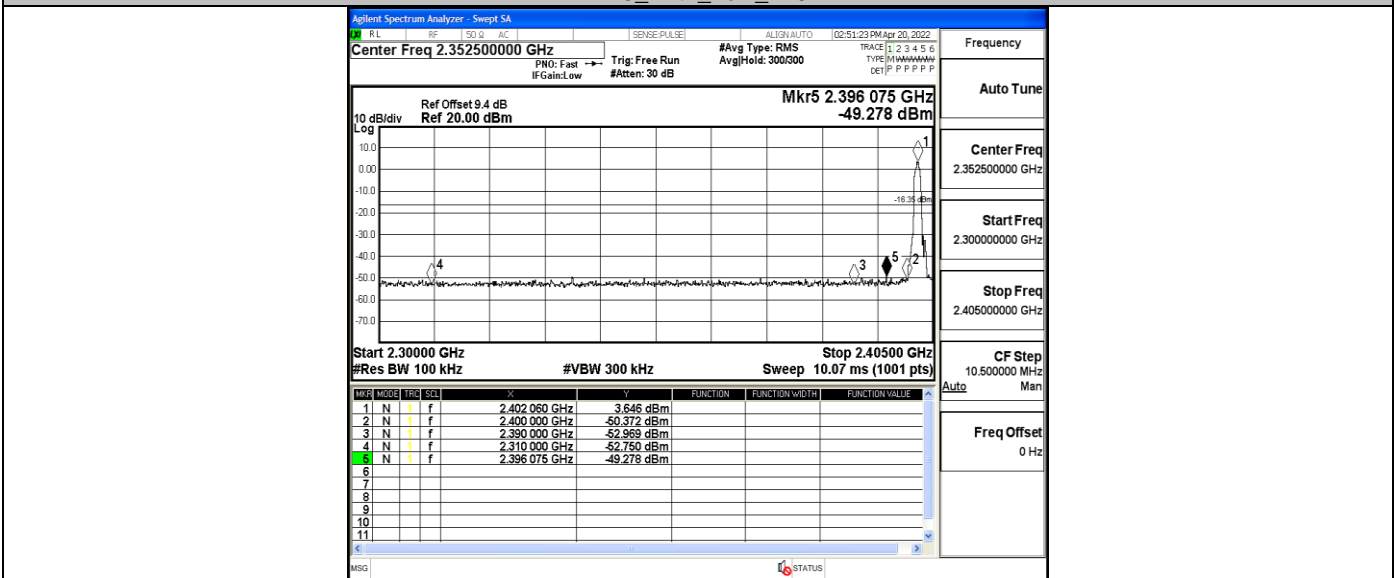 Agilent Spectrum Analyzer - Swept SA
RL RF 50 Ω AC SENSE:PULSE ALIGNAUTO 02:51:23 PM Apr 20, 2022
Center Freq 2.352500000 GHz
PNO: Fast
IFGain:Low
Trig: Free Run
#Atten: 30 dB
#Avg Type: RMS
Avg|Hold: 300/300
TRACE 1 2 3 4 5 6
TYPE M WWWWW
DET P P P P P P
Ref Offset 9.4 dB
Ref 20.00 dBm
10 dB/div
Log
Mkr5 2.396 075 GHz
-49.278 dBm
10.0
0.00
-10.0
-20.0
-30.0
-40.0
-50.0
-60.0
-70.0
-16.35 dBm
1
2
3
4
5
Start 2.30000 GHz Stop 2.40500 GHz
#Res BW 100 kHz #VBW 300 kHz Sweep 10.07 ms (1001 pts)
MKR MODE TRC SCL X Y FUNCTION FUNCTION WIDTH FUNCTION VALUE
1 N 1 f 2.402 060 GHz 3.646 dBm
2 N 1 f 2.400 000 GHz -50.372 dBm
3 N 1 f 2.390 000 GHz -52.969 dBm
4 N 1 f 2.310 000 GHz -52.750 dBm
5 N 1 f 2.396 075 GHz -49.278 dBm
6
7
8
9
10
11
MSG STATUS
Frequency
Auto Tune
Center Freq
2.352500000 GHz
Start Freq
2.300000000 GHz
Stop Freq
2.405000000 GHz
CF Step
10.500000 MHz
Auto Man
Freq Offset
0 Hz